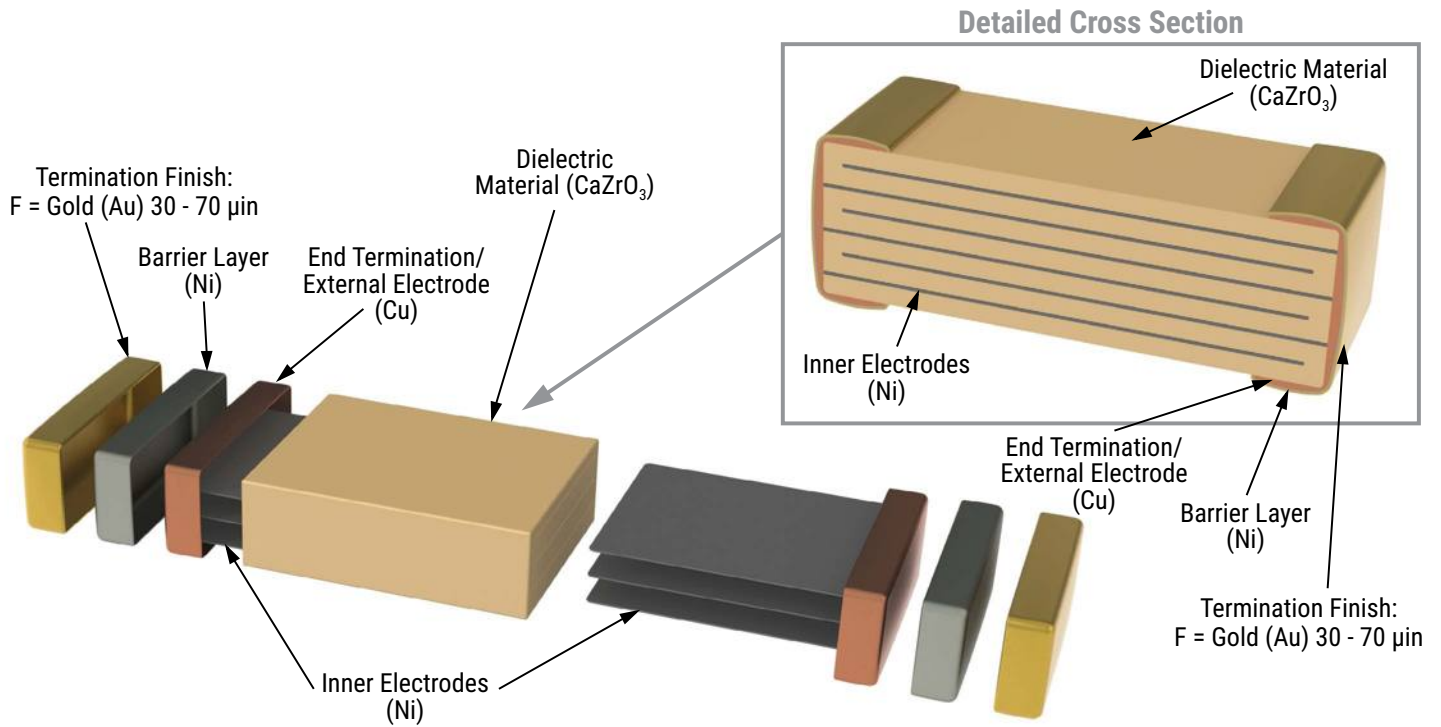 Detailed Cross Section
Dielectric Material
(CaZrO₃)
Inner Electrodes
(Ni)
End Termination/
External Electrode
(Cu)
Barrier Layer
(Ni)
Termination Finish:
F = Gold (Au) 30 - 70 µin
Termination Finish:
F = Gold (Au) 30 - 70 µin
Barrier Layer
(Ni)
End Termination/
External Electrode
(Cu)
Dielectric
Material (CaZrO₃)
Inner Electrodes
(Ni)